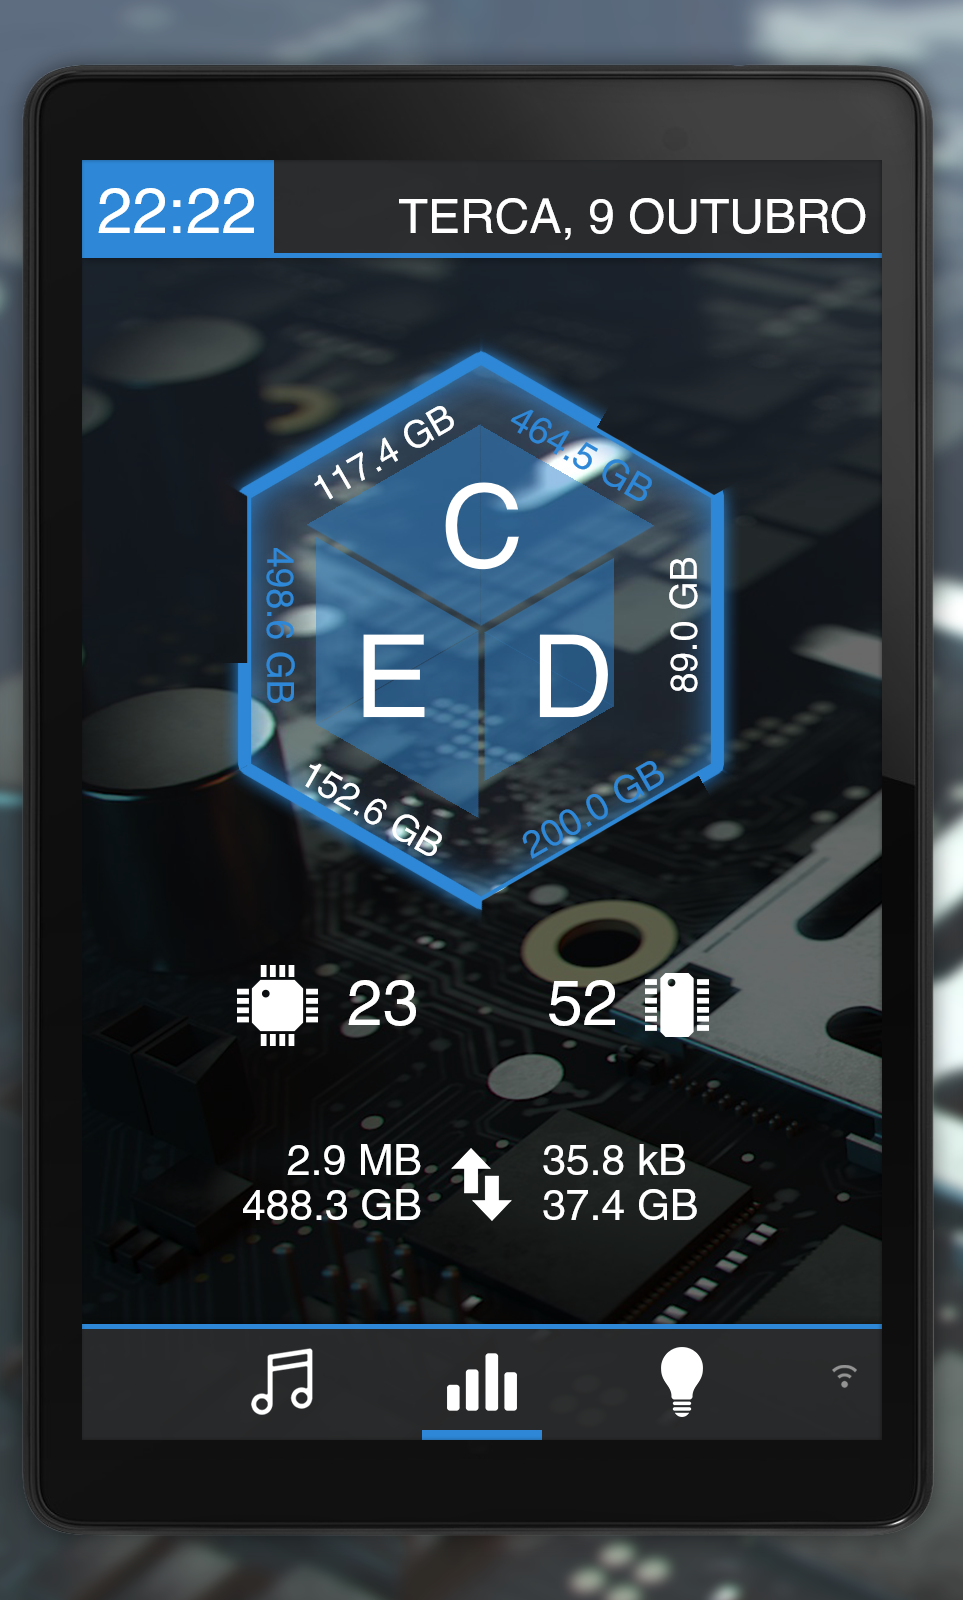 22:22
TERCA, 9 OUTUBRO
117.4 GB
464.5 GB
C
498.6 GB
89.0 GB
E
D
152.6 GB
200.0 GB
23
52
2.9 MB
35.8 kB
488.3 GB
37.4 GB